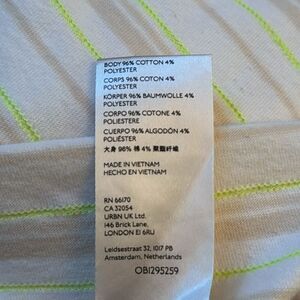 BODY 96% COTTON 4%
POLYESTER
CORPS 96% COTON 4%
POLYESTER
KÖRPER 96% BAUMWOLLE 4%
POLYESTER
CORPO 96% COTONE 4%
POLIESTERE
CUERPO 96% ALGODÓN 4%
POLIÉSTER
大身 96% 棉 4% 聚酯纤维
MADE IN VIETNAM
HECHO EN VIETNAM
RN 66170
CA 32054
URBN UK Ltd.
146 Brick Lane,
LONDON E1 6RU
Leidsestraat 32, 1017 PB
Amsterdam, Netherlands
OB1295259